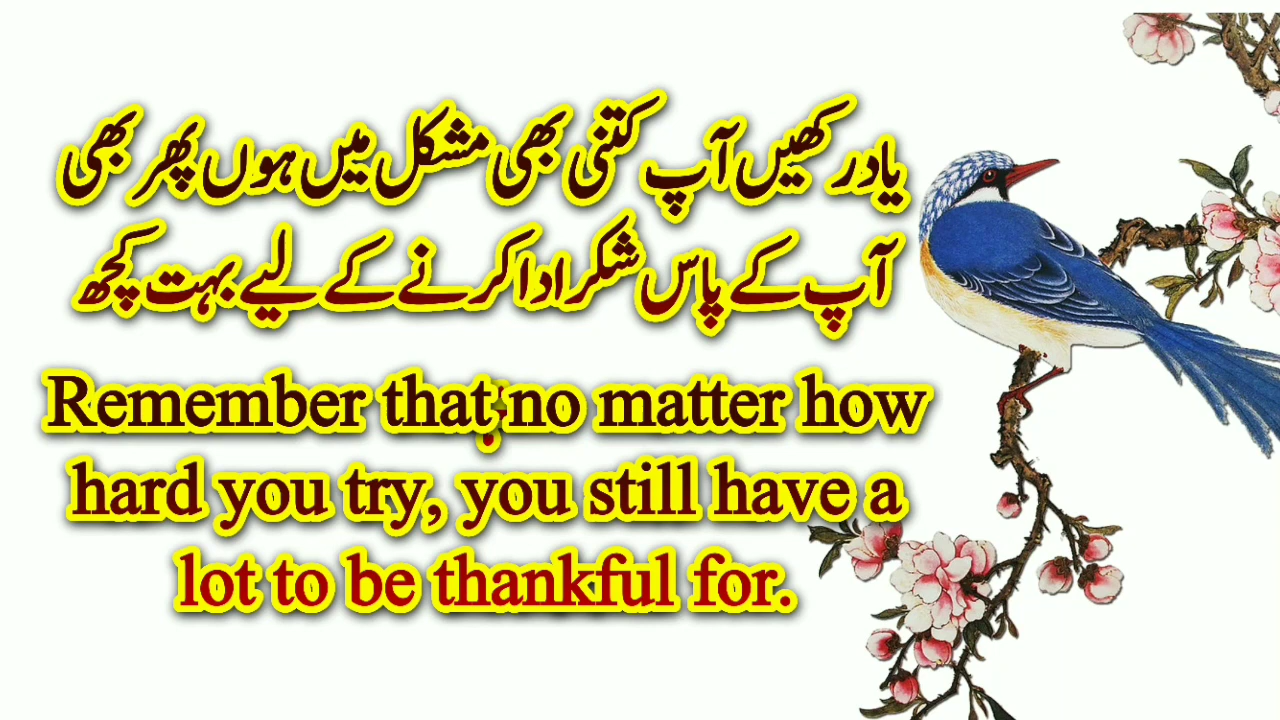 یاد رکھیں آپ کتنی بھی مشکل میں ہوں پھر بھی
آپ کے پاس شکر ادا کرنے کے لیے بہت کچھ
Remember that no matter how
hard you try, you still have a
lot to be thankful for.